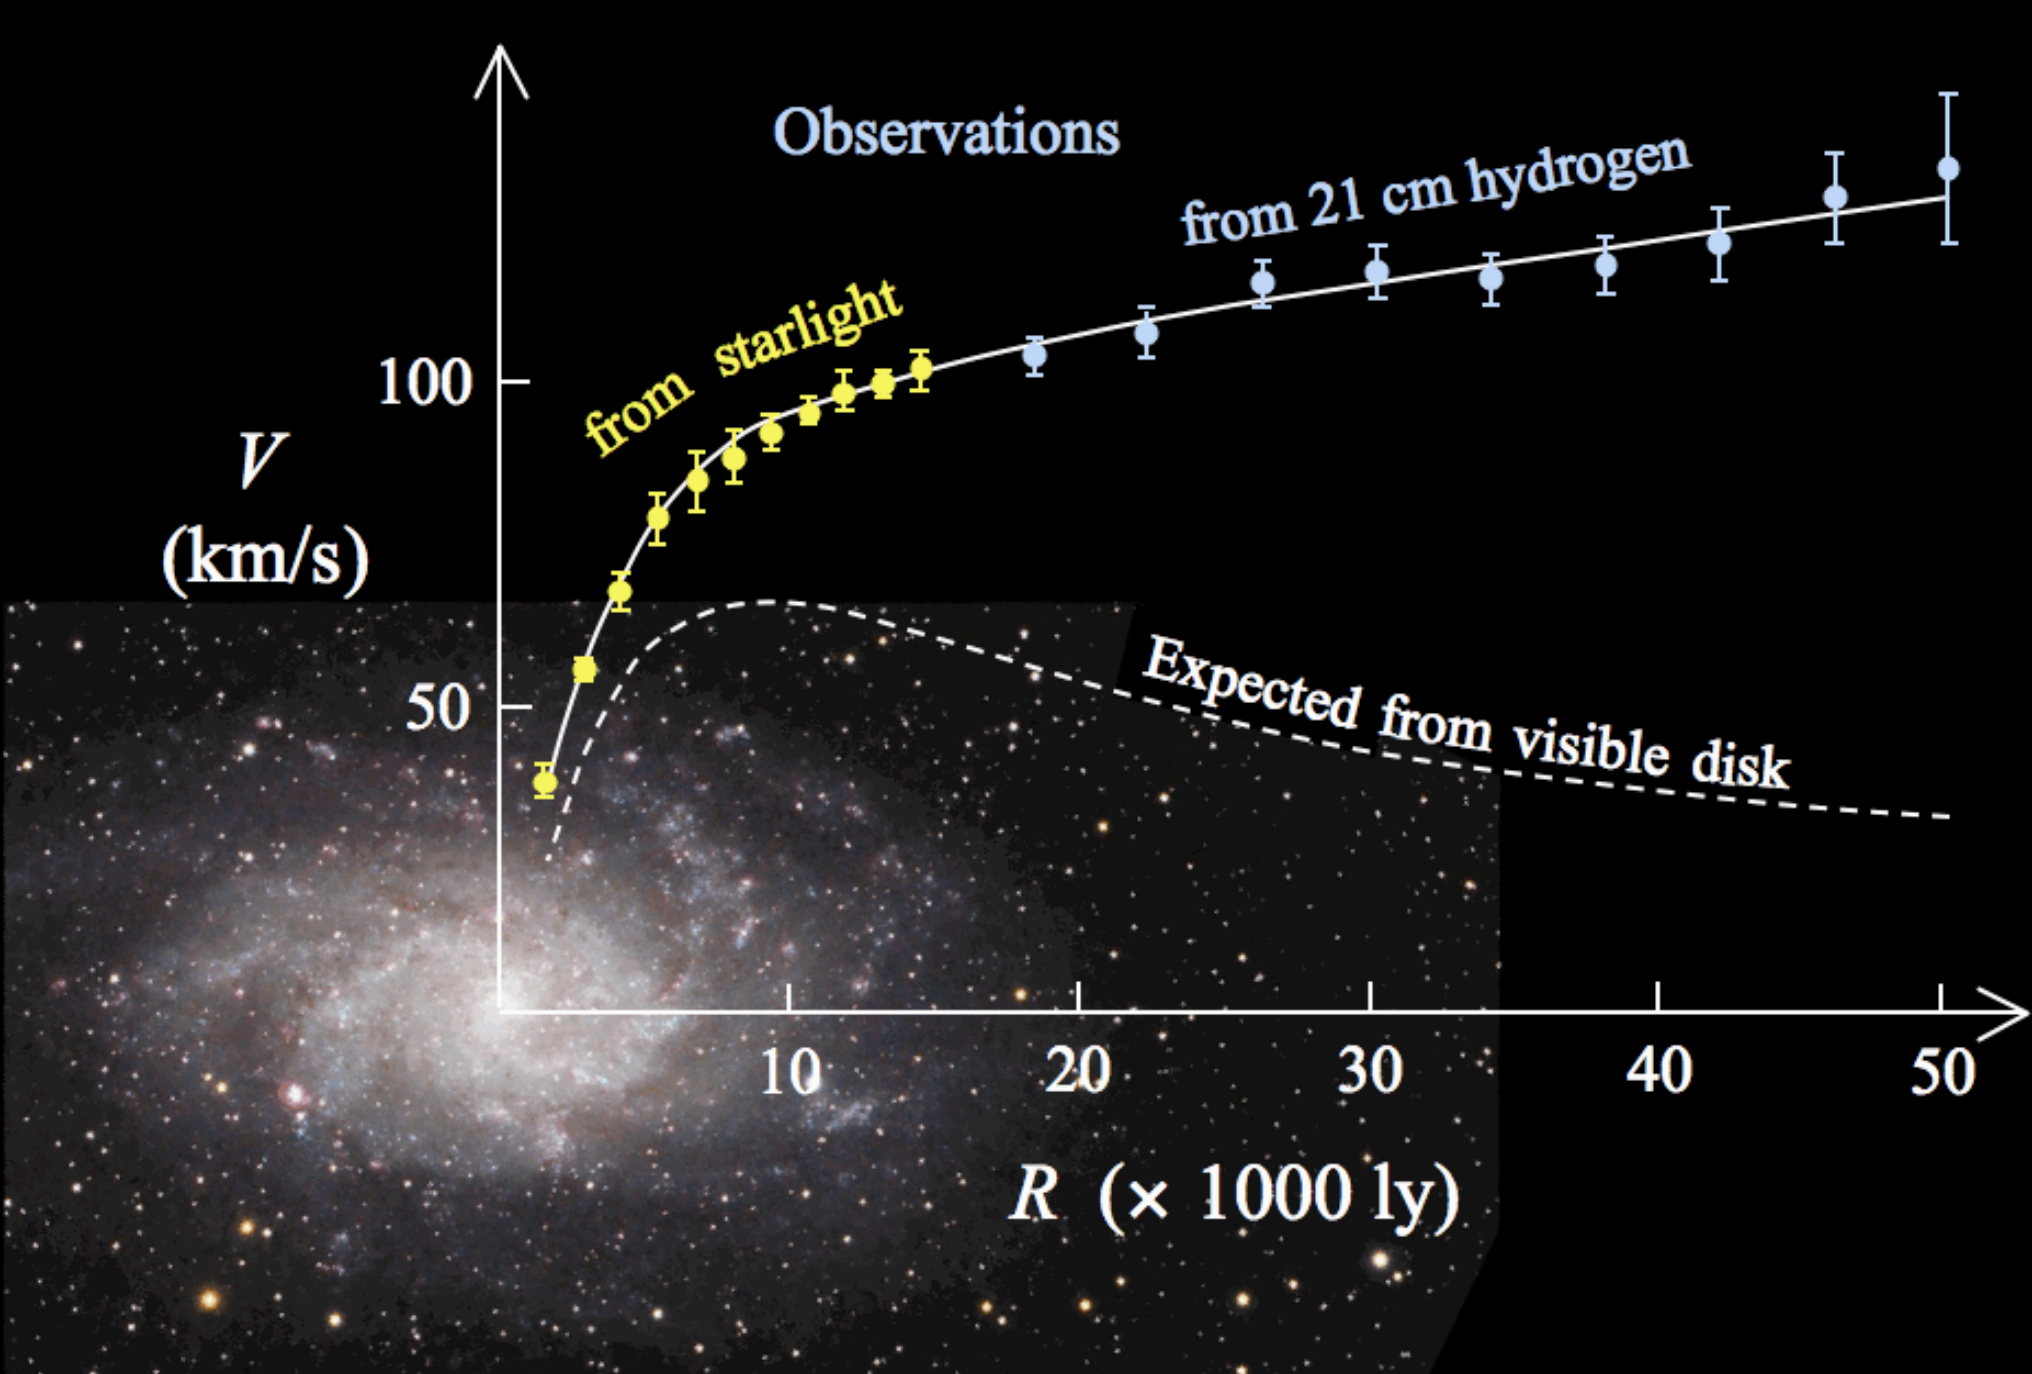 Observations
from 21 cm hydrogen
from starlight
100
V
(km/s)
50
Expected from visible disk
10 20 30 40 50
R (× 1000 ly)